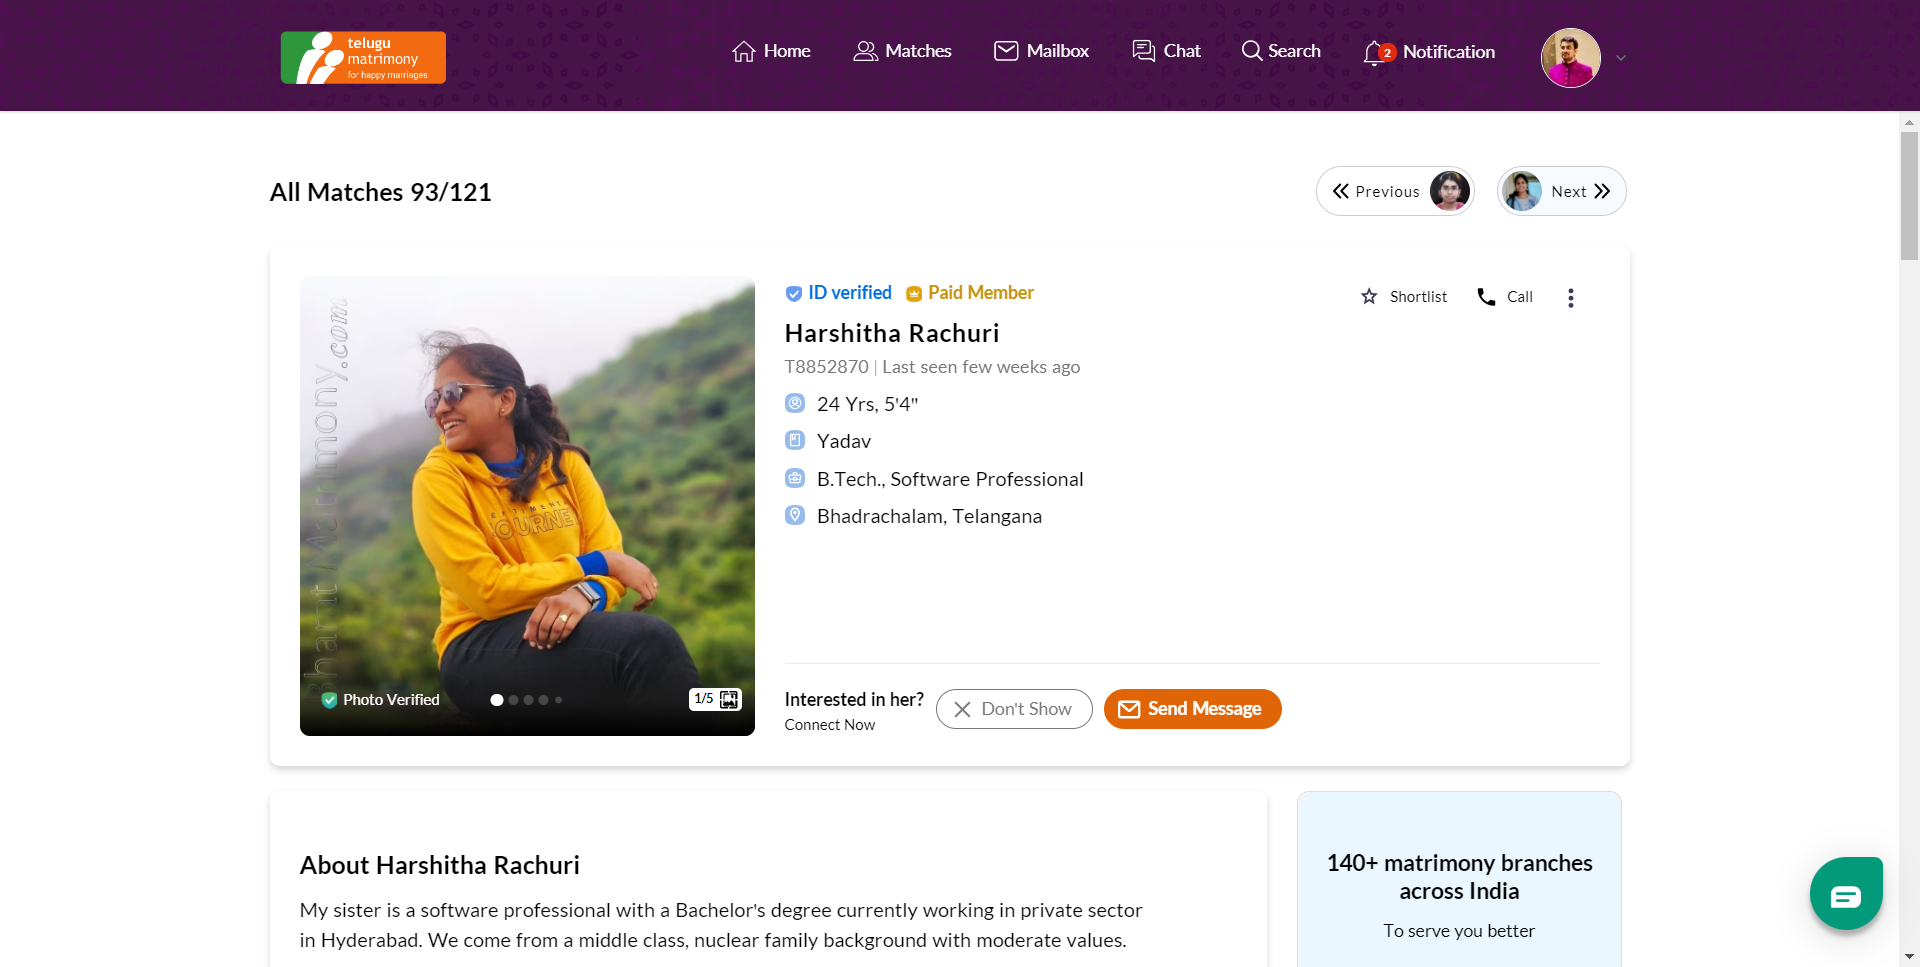 telugu
matrimony
for happy marriages
Home
Matches
Mailbox
Chat
Search
2
Notification
All Matches 93/121
Previous
Next
BharatMatrimony.com
Photo Verified
1/5
ID verified
Paid Member
Shortlist
Call
Harshitha Rachuri
T8852870 | Last seen few weeks ago
24 Yrs, 5'4"
Yadav
B.Tech., Software Professional
Bhadrachalam, Telangana
Interested in her?
Connect Now
Don't Show
Send Message
About Harshitha Rachuri
My sister is a software professional with a Bachelor's degree currently working in private sector
in Hyderabad. We come from a middle class, nuclear family background with moderate values.
140+ matrimony branches
across India
To serve you better